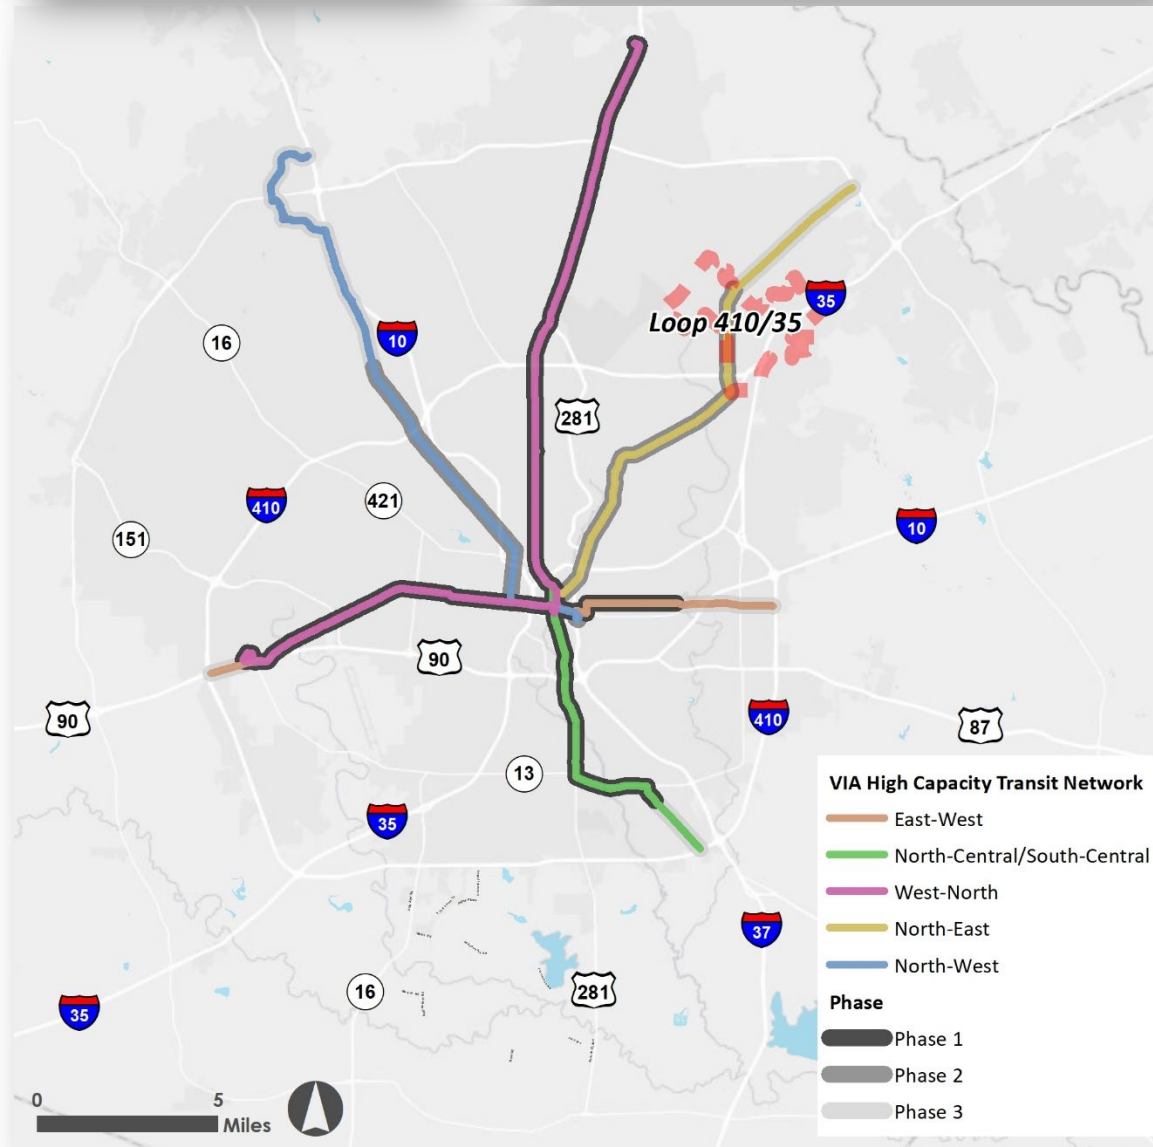 16
10
35
Loop 410/35
281
421
410
151
10
90
90
410
87
13
35
37
16
281
35
VIA High Capacity Transit Network
East-West
North-Central/South-Central
West-North
North-East
North-West
Phase
Phase 1
Phase 2
Phase 3
0 5
Miles